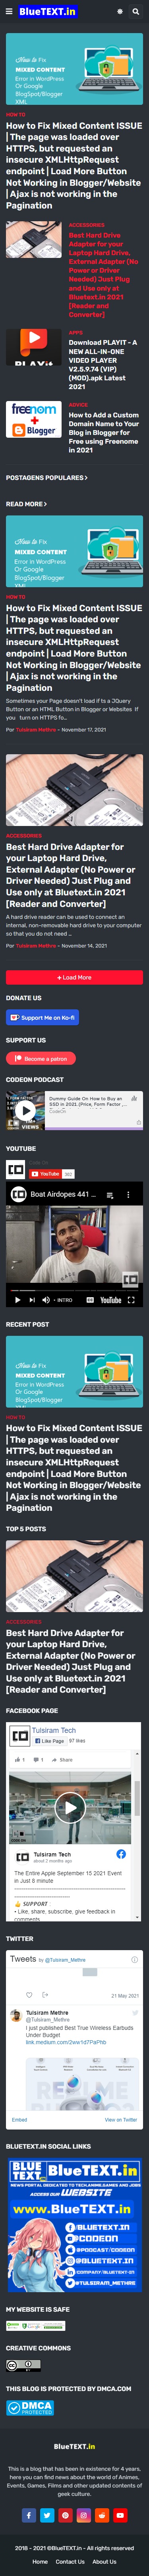 BlueTEXT.in
How to Fix
MIXED CONTENT
Error in WordPress
Or Google
BlogSpot/Blogger
HTML
HOW TO
How to Fix Mixed Content ISSUE
| The page was loaded over
HTTPS, but requested an
insecure XMLHttpRequest
endpoint | Load More Button
Not Working in Blogger/Website
| Ajax is not working in the
Pagination
ACCESSORIES
Best Hard Drive
Adapter for your
Laptop Hard Drive,
External Adapter (No
Power or Driver
Needed) Just Plug
and Use only at
Bluetext.in 2021
[Reader and
Converter]
APPS
Download PLAYIT - A
NEW ALL-IN-ONE
VIDEO PLAYER
V2.5.9.74 (VIP)
(MOD).apk Latest
2021
freenom
+ Blogger
ADVICE
How to Add a Custom
Domain Name to Your
Blog in Blogger for
Free using Freenome
in 2021
POSTAGENS POPULARES >
READ MORE >
How to Fix
MIXED CONTENT
Error in WordPress
Or Google
BlogSpot/Blogger
HTML
HOW TO
How to Fix Mixed Content ISSUE
| The page was loaded over
HTTPS, but requested an
insecure XMLHttpRequest
endpoint | Load More Button
Not Working in Blogger/Website
| Ajax is not working in the
Pagination
Sometimes your Page doesn't load if its a JQuery
Button or an HTML Button in Blogger or Websites If
you turn on HTTPS fo…
Por Tulsiram-Methre - November 17, 2021
ACCESSORIES
Best Hard Drive Adapter for
your Laptop Hard Drive,
External Adapter (No Power or
Driver Needed) Just Plug and
Use only at Bluetext.in 2021
[Reader and Converter]
A hard drive reader can be used to connect an
internal, non-removable hard drive to your computer
so that you do not need …
Por Tulsiram-Methre - November 14, 2021
+ Load More
DONATE US
Support Me on Ko-fi
SUPPORT US
Become a patron
CODEON PODCAST
VIEWS
Dummy Guide On How to Buy an
SSD in 2021.(Price, Form Factor …
CodeOn
YOUTUBE
YouTube
Boat Airdopes 441 …
INTRO
YouTube
RECENT POST
How to Fix
MIXED CONTENT
Error in WordPress
Or Google
BlogSpot/Blogger
HTML
HOW TO
How to Fix Mixed Content ISSUE
| The page was loaded over
HTTPS, but requested an
insecure XMLHttpRequest
endpoint | Load More Button
Not Working in Blogger/Website
| Ajax is not working in the
Pagination
TOP 5 POSTS
ACCESSORIES
Best Hard Drive Adapter for
your Laptop Hard Drive,
External Adapter (No Power or
Driver Needed) Just Plug and
Use only at Bluetext.in 2021
[Reader and Converter]
FACEBOOK PAGE
Tulsiram Tech
Like Page 97 likes
1 1 Share
Tulsiram Tech
about 2 months ago
The Entire Apple September 15 2021 Event
in Just 8 minute
SUPPORT
• Like, share, subscribe, give feedback in
comments
TWITTER
Tweets by @Tulsiram_Methre
21 May 2021
Tulsiram Methre
@Tulsiram_Methre
I just published Best True Wireless Earbuds
Under Budget
link.medium.com/2ww1d7PaPhb
Embed View on Twitter
BLUETEXT.IN SOCIAL LINKS
BLUE TEXT
BlueTEXT.in
NEWS PORTAL DEDICATED TO TECH,ANIME,GAMES AND
ACCESSORIES WEBSITE
www.BlueTEXT.in
/CODEON
/CODEON
@PODCAST/CODEON
@CODEON
COMPANY/BLUETEXT-IN
@TULSIRAM_METHRE
MY WEBSITE IS SAFE
CREATIVE COMMONS
THIS BLOG IS PROTECTED BY DMCA.COM
DMCA
PROTECTED
BlueTEXT.in
This is a blog that has been in existence for 4 years.
here you can find news about the world of Animes,
Events, Games, Films and other updated contents of
geek culture.
2018 - 2021 ©BlueTEXT.in - All rights reserved
Home Contact Us About Us